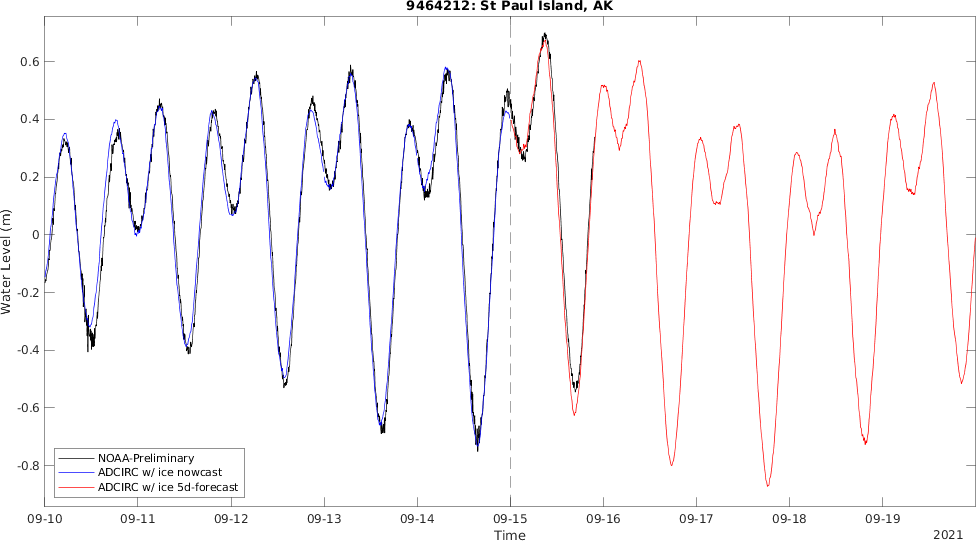 9464212: St Paul Island, AK
0.6
0.4
0.2
0
-0.2
-0.4
-0.6
-0.8
Water Level (m)
NOAA-Preliminary
ADCIRC w/ ice nowcast
ADCIRC w/ ice 5d-forecast
09-10 09-11 09-12 09-13 09-14 09-15 09-16 09-17 09-18 09-19
Time
2021